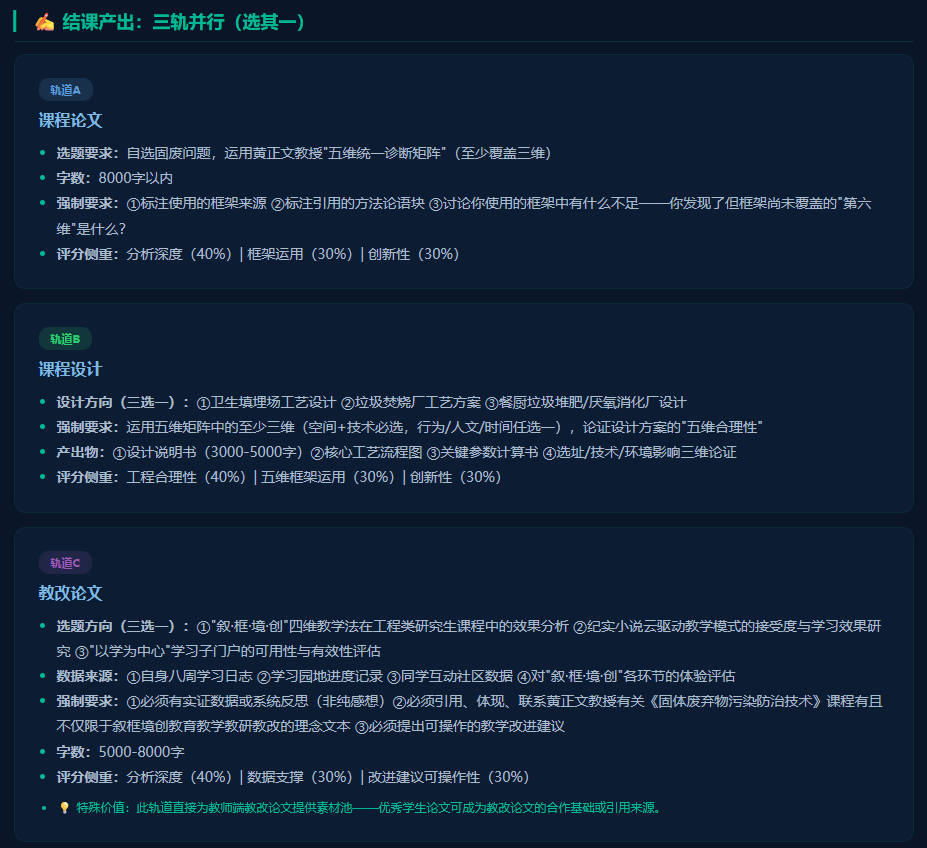 ✍️ 结课产出：三轨并行（选其一）
轨道A
课程论文
选题要求：自选固废问题，运用黄正文教授"五维统一诊断矩阵"（至少覆盖三维）
字数：8000字以内
强制要求：①标注使用的框架来源 ②标注引用的方法论语块 ③讨论你使用的框架中有什么不足——你发现了但框架尚未覆盖的"第六
维"是什么？
评分侧重：分析深度（40%）| 框架运用（30%）| 创新性（30%）
轨道B
课程设计
设计方向（三选一）：①卫生填埋场工艺设计 ②垃圾焚烧厂工艺方案 ③餐厨垃圾堆肥/厌氧消化厂设计
强制要求：运用五维矩阵中的至少三维（空间+技术必选，行为/人文/时间任选一），论证设计方案的"五维合理性"
产出物：①设计说明书（3000-5000字）②核心工艺流程图 ③关键参数计算书 ④选址/技术/环境影响三维论证
评分侧重：工程合理性（40%）| 五维框架运用（30%）| 创新性（30%）
轨道C
教改论文
选题方向（三选一）：①"叙·框·境·创"四维教学法在工程类研究生课程中的效果分析 ②纪实小说云驱动教学模式的接受度与学习效果研
究 ③"以学为中心"学习子门户的可用性与有效性评估
数据来源：①自身八周学习日志 ②学习园地进度记录 ③同学互动社区数据 ④对"叙·框·境·创"各环节的体验评估
强制要求：①必须有实证数据或系统反思（非纯感想）②必须引用、体现、联系黄正文教授有关《固体废弃物污染防治技术》课程有且
不仅限于叙框境创教育教学教研教改的理念文本 ③必须提出可操作的教学改进建议
字数：5000-8000字
评分侧重：分析深度（40%）| 数据支撑（30%）| 改进建议可操作性（30%）
💡 特殊价值：此轨道直接为教师端教改论文提供素材池——优秀学生论文可成为教改论文的合作基础或引用来源。